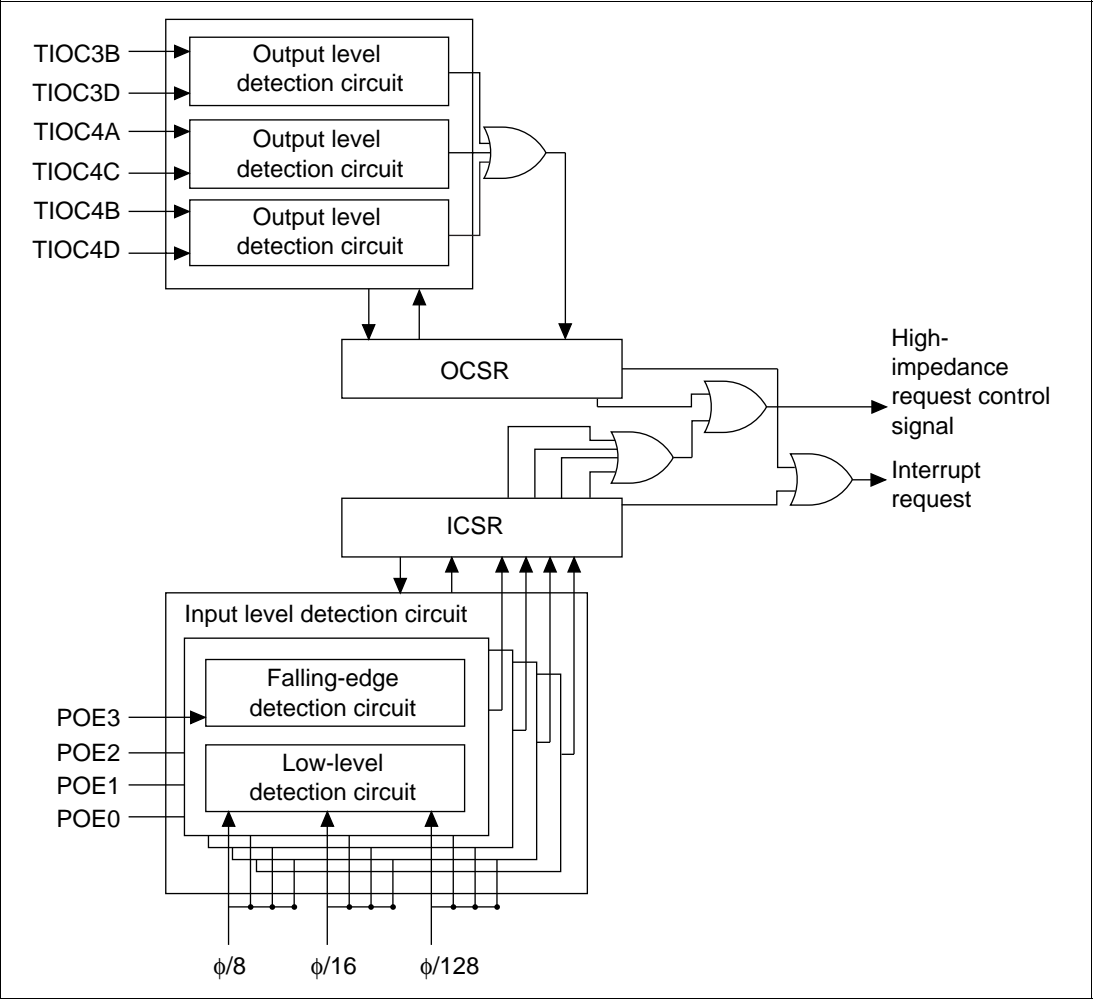 TIOC3B
TIOC3D
TIOC4A
TIOC4C
TIOC4B
TIOC4D
Output level
detection circuit
Output level
detection circuit
Output level
detection circuit
OCSR
High-
impedance
request control
signal
Interrupt
request
ICSR
Input level detection circuit
Falling-edge
detection circuit
Low-level
detection circuit
POE3
POE2
POE1
POE0
ϕ/8
ϕ/16
ϕ/128